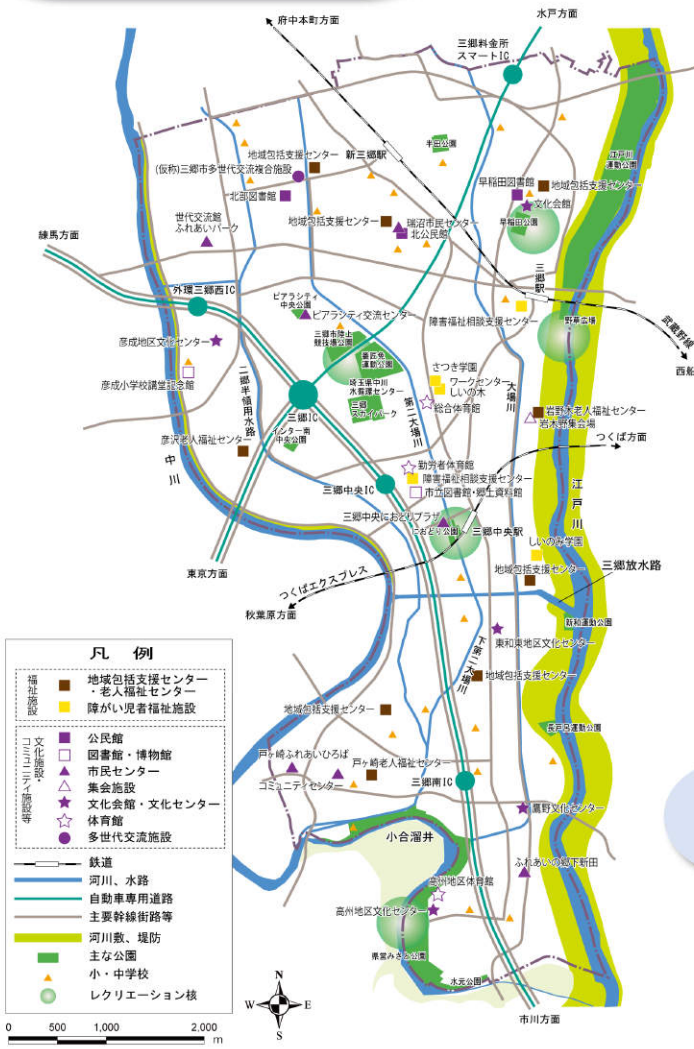 府中本町方面
水戸方面
三郷料金所
スマートIC
半田公園
江戸川
運動公園
地域包括支援センター
新三郷駅
(仮称)三郷市多世代交流複合施設
北部図書館
早稲田図書館
地域包括支援センター
文化会館
早稲田公園
世代交流館
ふれあいパーク
地域包括支援センター
瑞沼市民センター
北公民館
練馬方面
外環三郷西IC
三郷駅
ピアラシティ
中央公園
ピアラシティ交流センター
障害福祉相談支援センター
野草広場
武蔵野線
西船
彦成地区文化センター
三郷市陸上
競技場公園
番匠免
運動公園
彦成小学校講堂記念館
二郷半領用水路
埼玉県中川
水循環センター
さつき学園
ワークセンター
しいの木
大場川
三郷IC
三郷
スカイパーク
第二大場川
総合体育館
岩野木老人福祉センター
岩木野集会場
中川
インター南
中央公園
彦沢老人福祉センター
つくば方面
勤労者体育館
障害福祉相談支援センター
市立図書館・郷土資料館
三郷中央IC
江戸川
三郷中央におどりプラザ
におどり公園
三郷中央駅
しいのみ学園
東京方面
つくばエクスプレス
地域包括支援センター
三郷放水路
秋葉原方面
新和運動公園
東和東地区文化センター
下第二大場川
地域包括支援センター
地域包括支援センター
長戸呂運動公園
戸ヶ崎ふれあいひろば
戸ヶ崎老人福祉センター
コミュニティセンター
三郷南IC
鷹野文化センター
小合溜井
ふれあいの郷下新田
高州地区体育館
高州地区文化センター
県営みさと公園
水元公園
市川方面
凡例
福祉施設
地域包括支援センター
・老人福祉センター
障がい児者福祉施設
文化施設・
コミュニティ施設等
公民館
図書館・博物館
市民センター
集会施設
文化会館・文化センター
体育館
多世代交流施設
鉄道
河川、水路
自動車専用道路
主要幹線街路等
河川敷、堤防
主な公園
小・中学校
レクリエーション核
N
W
E
S
0 500 1,000 2,000
m